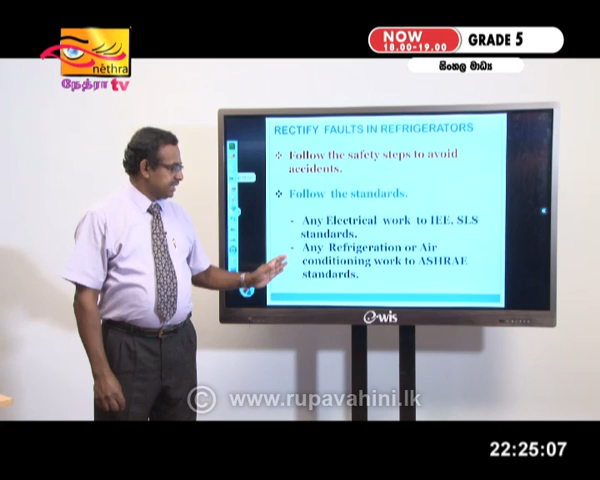 nēthra
நேத்ரா tv
NOW
18.00-19.00
GRADE 5
සිංහල මාධ්‍ය
RECTIFY FAULTS IN REFRIGERATORS
❖ Follow the safety steps to avoid
accidents.
❖ Follow the standards.
- Any Electrical work to IEE, SLS
standards.
- Any Refrigeration or Air
conditioning work to ASHRAE
standards.
e-wis
© www.rupavahini.lk
22:25:07